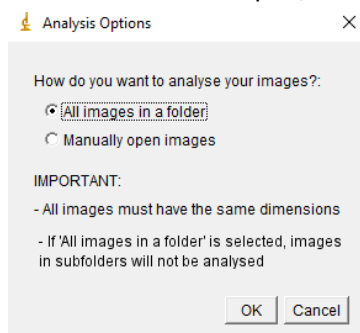 Analysis Options
How do you want to analyse your images?:
All images in a folder
Manually open images
IMPORTANT:
- All images must have the same dimensions
- If 'All images in a folder' is selected, images
in subfolders will not be analysed
OK Cancel